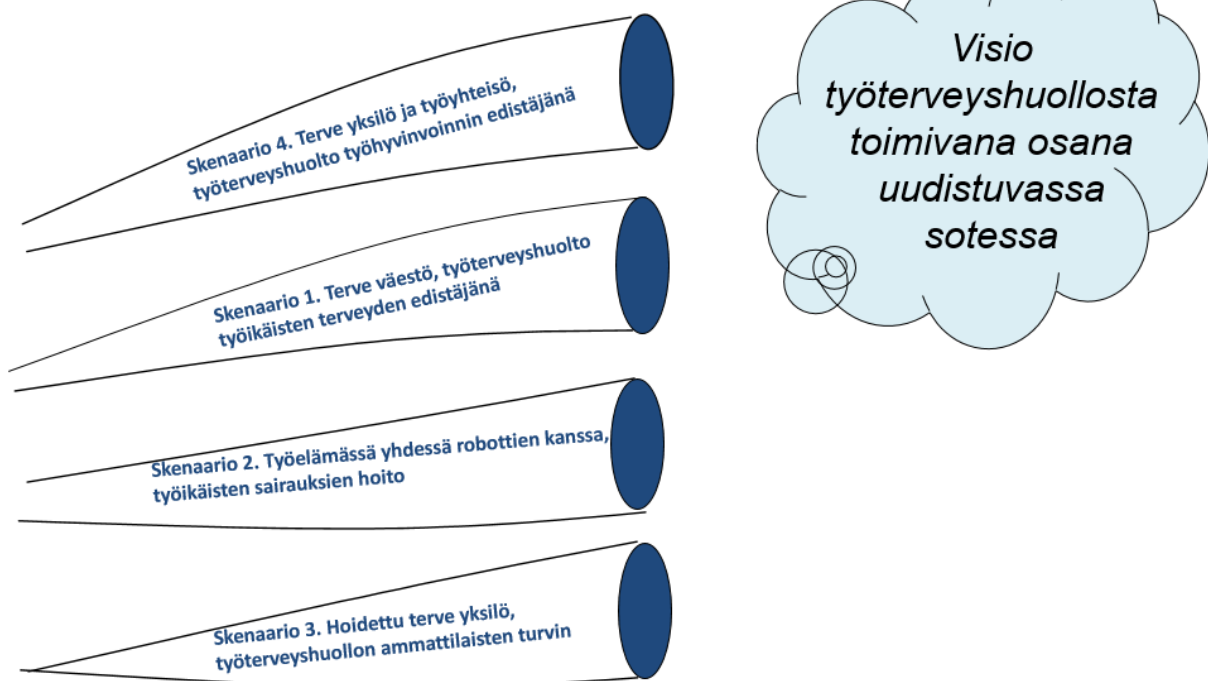 Skenaario 4. Terve yksilö ja työyhteisö,
työterveyshuolto työhyvinvoinnin edistäjänä
Skenaario 1. Terve väestö, työterveyshuolto
työikäisten terveyden edistäjänä
Skenaario 2. Työelämässä yhdessä robottien kanssa,
työikäisten sairauksien hoito
Skenaario 3. Hoidettu terve yksilö,
työterveyshuollon ammattilaisten turvin
Visio
työterveyshuollosta
toimivana osana
uudistuvassa
sotessa